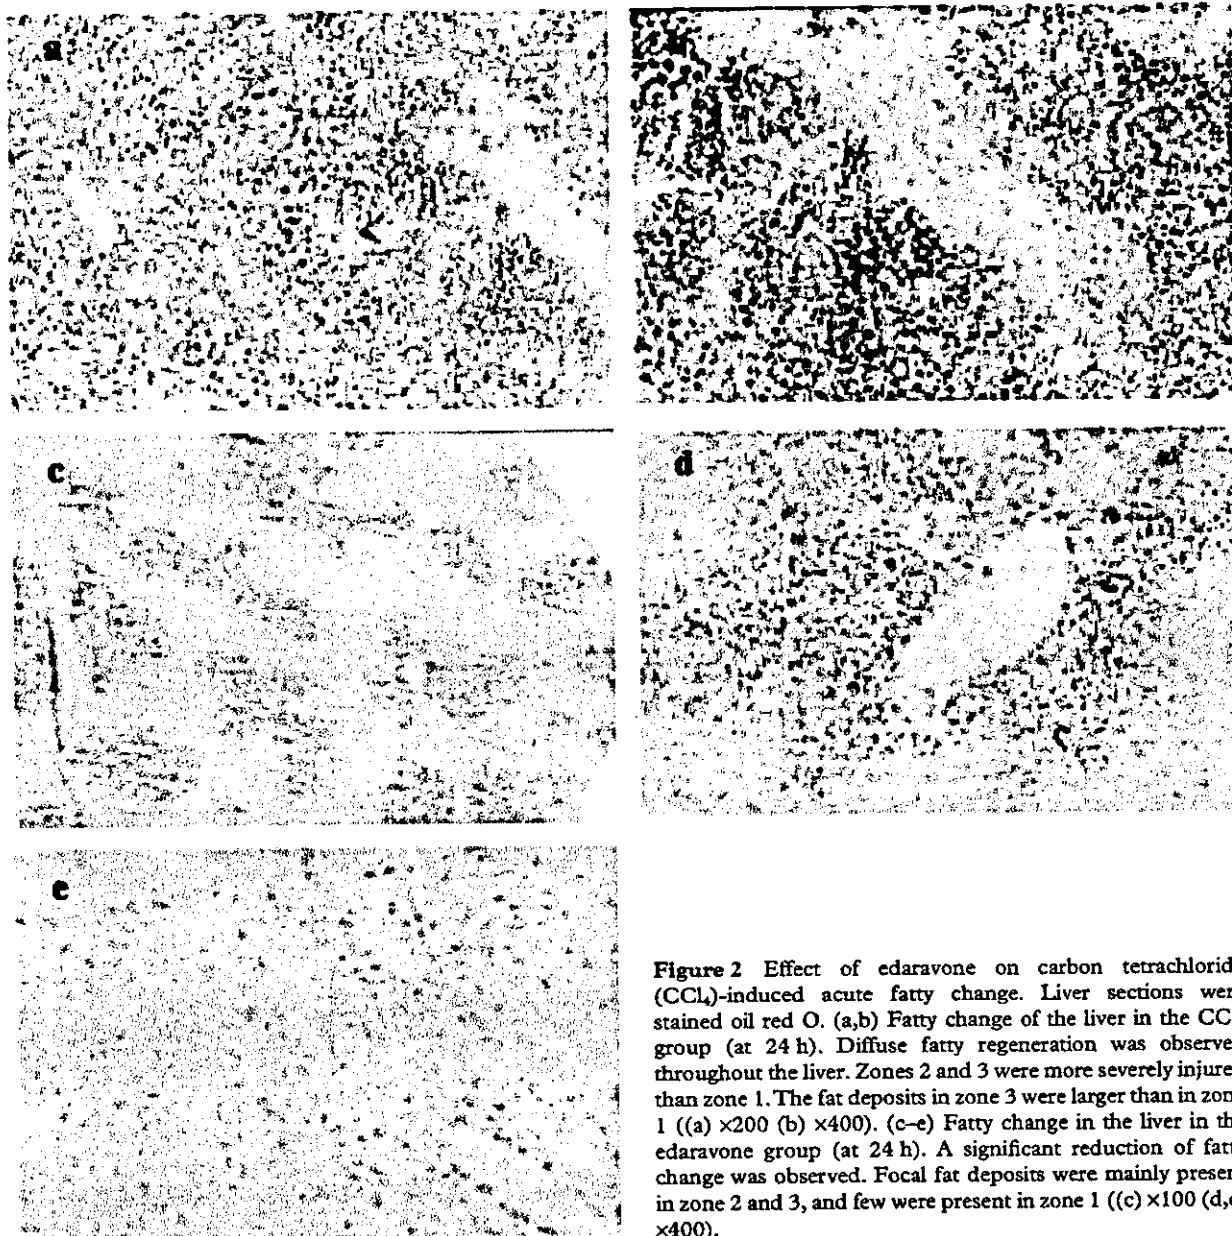 a
c
d
e
Figure 2 Effect of edaravone on carbon tetrachlorid
(CCl₄)-induced acute fatty change. Liver sections wer
stained oil red O. (a,b) Fatty change of the liver in the CC
group (at 24 h). Diffuse fatty regeneration was observe
throughout the liver. Zones 2 and 3 were more severely injure
than zone 1. The fat deposits in zone 3 were larger than in zon
1 ((a) ×200 (b) ×400). (c–e) Fatty change in the liver in th
edaravone group (at 24 h). A significant reduction of fatt
change was observed. Focal fat deposits were mainly presen
in zone 2 and 3, and few were present in zone 1 ((c) ×100 (d,e
×400).